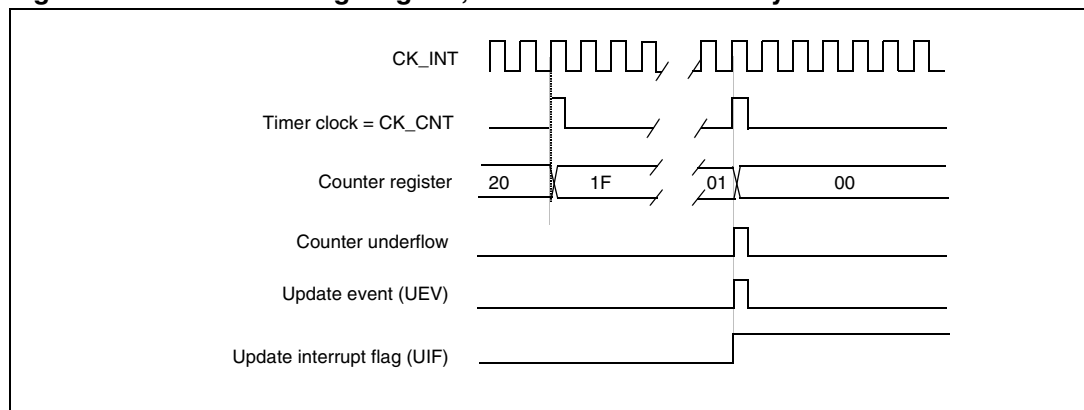 CK_INT
Timer clock = CK_CNT
Counter register 20 1F 01 00
Counter underflow
Update event (UEV)
Update interrupt flag (UIF)